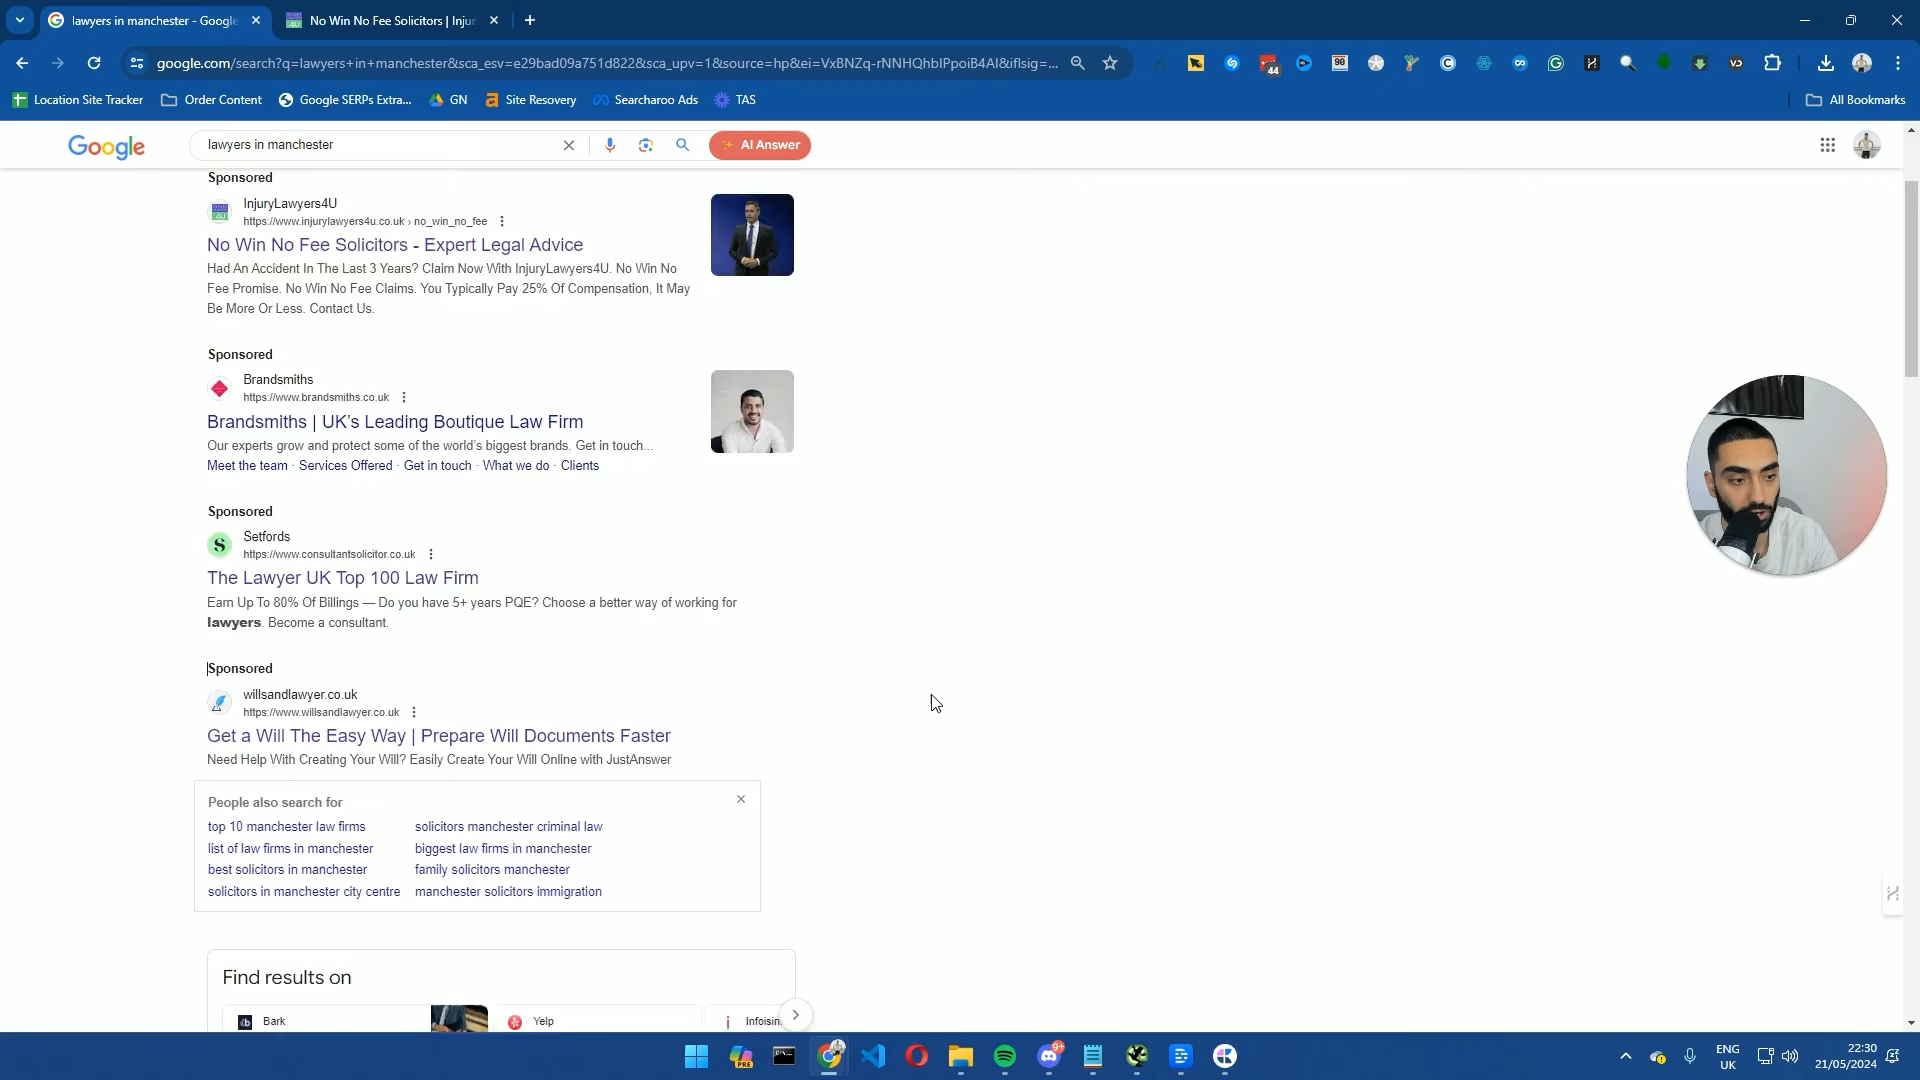 lawyers in manchester - Google
No Win No Fee Solicitors | Injur
google.com/search?q=lawyers+in+manchester&sca_esv=e29bad09a751d822&sca_upv=1&source=hp&ei=VxBNZq-rNNHQhbIPpoiB4AI&iflsig=...
44
90
Location Site Tracker
Order Content
Google SERPs Extra...
GN
Site Recovery
Searcharoo Ads
TAS
All Bookmarks
Google
lawyers in manchester
AI Answer
Sponsored
InjuryLawyers4U
https://www.injurylawyers4u.co.uk › no_win_no_fee
No Win No Fee Solicitors - Expert Legal Advice
Had An Accident In The Last 3 Years? Claim Now With InjuryLawyers4U. No Win No
Fee Promise. No Win No Fee Claims. You Typically Pay 25% Of Compensation, It May
Be More Or Less. Contact Us.
Sponsored
Brandsmiths
https://www.brandsmiths.co.uk
Brandsmiths | UK's Leading Boutique Law Firm
Our experts grow and protect some of the world's biggest brands. Get in touch...
Meet the team · Services Offered · Get in touch · What we do · Clients
Sponsored
S
Setfords
https://www.consultantsolicitor.co.uk
The Lawyer UK Top 100 Law Firm
Earn Up To 80% Of Billings — Do you have 5+ years PQE? Choose a better way of working for
lawyers. Become a consultant.
Sponsored
willsandlawyer.co.uk
https://www.willsandlawyer.co.uk
Get a Will The Easy Way | Prepare Will Documents Faster
Need Help With Creating Your Will? Easily Create Your Will Online with JustAnswer
People also search for
top 10 manchester law firms
solicitors manchester criminal law
list of law firms in manchester
biggest law firms in manchester
best solicitors in manchester
family solicitors manchester
solicitors in manchester city centre
manchester solicitors immigration
Find results on
Bark
Yelp
Infoisin
PRE
9+
ENG
UK
22:30
21/05/2024